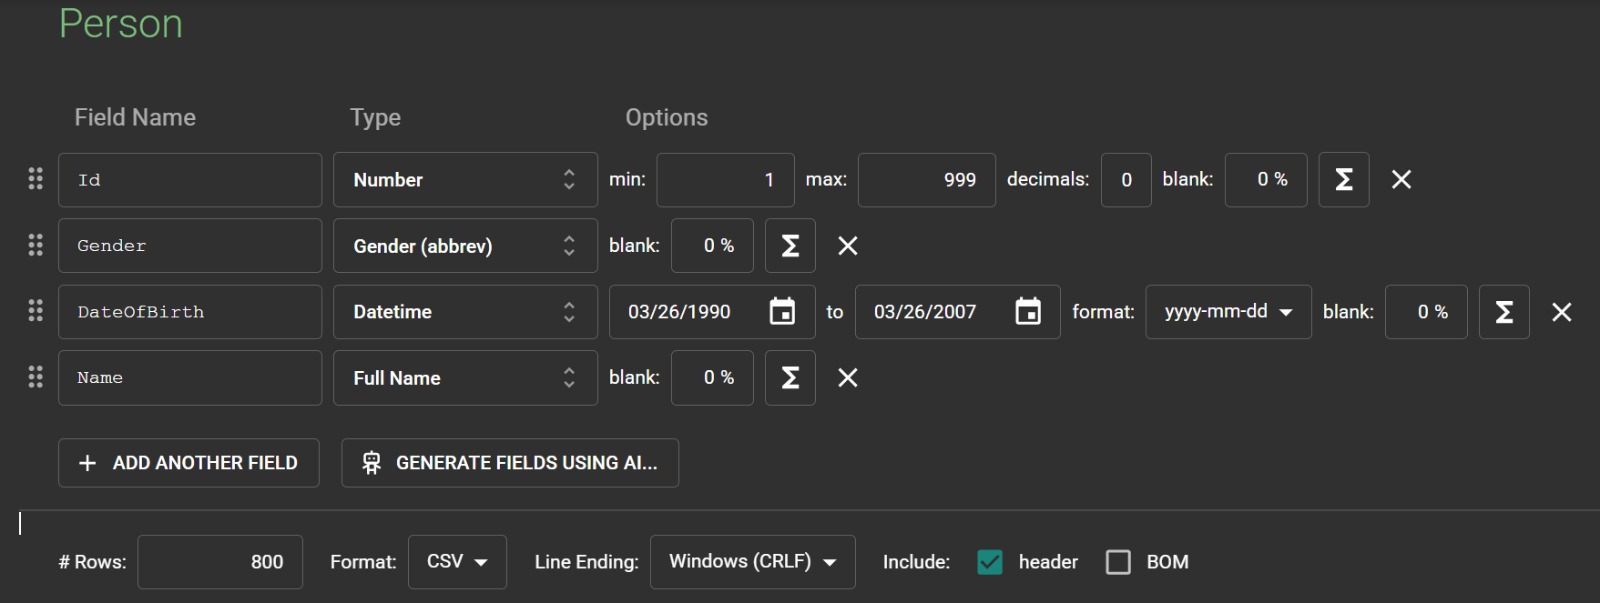 Person
Field Name Type Options
Id Number min: 1 max: 999 decimals: 0 blank: 0 % Σ
Gender Gender (abbrev) blank: 0 % Σ
DateOfBirth Datetime 03/26/1990 to 03/26/2007 format: yyyy-mm-dd blank: 0 % Σ
Name Full Name blank: 0 % Σ
+ ADD ANOTHER FIELD GENERATE FIELDS USING AI...
# Rows: 800 Format: CSV Line Ending: Windows (CRLF) Include: header BOM